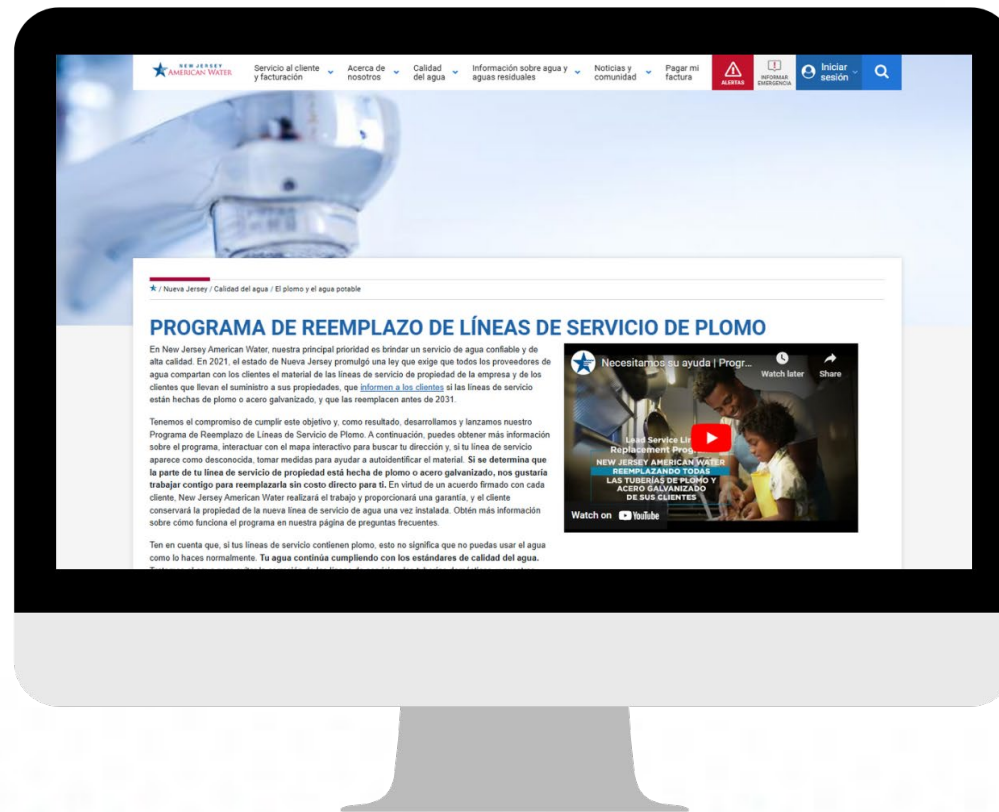 NEW JERSEY
AMERICAN WATER
Servicio al cliente
y facturación
Acerca de
nosotros
Calidad
del agua
Información sobre agua y
aguas residuales
Noticias y
comunidad
Pagar mi
factura
ALERTAS
INFORMAR
EMERGENCIA
Iniciar
sesión
/ Nueva Jersey / Calidad del agua / El plomo y el agua potable
PROGRAMA DE REEMPLAZO DE LÍNEAS DE SERVICIO DE PLOMO
En New Jersey American Water, nuestra principal prioridad es brindar un servicio de agua confiable y de
alta calidad. En 2021, el estado de Nueva Jersey promulgó una ley que exige que todos los proveedores de
agua compartan con los clientes el material de las líneas de servicio de propiedad de la empresa y de los
clientes que llevan el suministro a sus propiedades, que informen a los clientes si las líneas de servicio
están hechas de plomo o acero galvanizado, y que las reemplacen antes de 2031.
Tenemos el compromiso de cumplir este objetivo y, como resultado, desarrollamos y lanzamos nuestro
Programa de Reemplazo de Líneas de Servicio de Plomo. A continuación, puedes obtener más información
sobre el programa, interactuar con el mapa interactivo para buscar tu dirección y, si tu línea de servicio
aparece como desconocida, tomar medidas para ayudar a autoidentificar el material. Si se determina que
la parte de tu línea de servicio de propiedad está hecha de plomo o acero galvanizado, nos gustaría
trabajar contigo para reemplazarla sin costo directo para ti. En virtud de un acuerdo firmado con cada
cliente, New Jersey American Water realizará el trabajo y proporcionará una garantía, y el cliente
conservará la propiedad de la nueva línea de servicio de agua una vez instalada. Obtén más información
sobre cómo funciona el programa en nuestra página de preguntas frecuentes.
Ten en cuenta que, si tus líneas de servicio contienen plomo, esto no significa que no puedas usar el agua
como lo haces normalmente. Tu agua continúa cumpliendo con los estándares de calidad del agua.
Necesitamos su ayuda | Progr...
Watch later
Share
Lead Service Lin
Replacement Prog
NEW JERSEY AMERICAN WATER
REEMPLAZANDO TODAS
LAS TUBERÍAS DE PLOMO Y
ACERO GALVANIZADO
DE SUS CLIENTES
Watch on YouTube